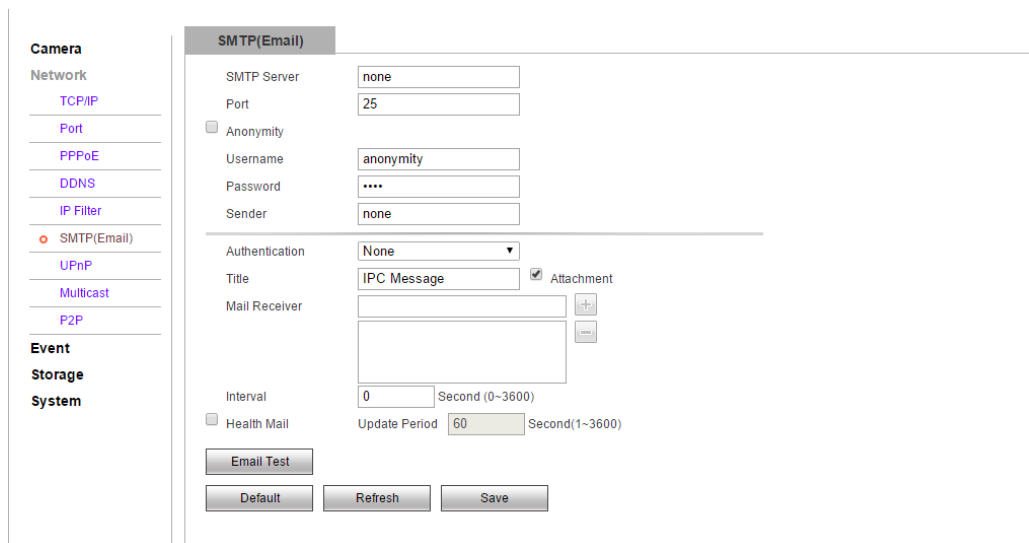 Camera
Network
TCP/IP
Port
PPPoE
DDNS
IP Filter
SMTP(Email)
UPnP
Multicast
P2P
Event
Storage
System
SMTP(Email)
SMTP Server none
Port 25
Anonymity
Username anonymity
Password ••••
Sender none
Authentication None
Title IPC Message Attachment
Mail Receiver
Interval 0 Second (0~3600)
Health Mail Update Period 60 Second(1~3600)
Email Test
Default Refresh Save